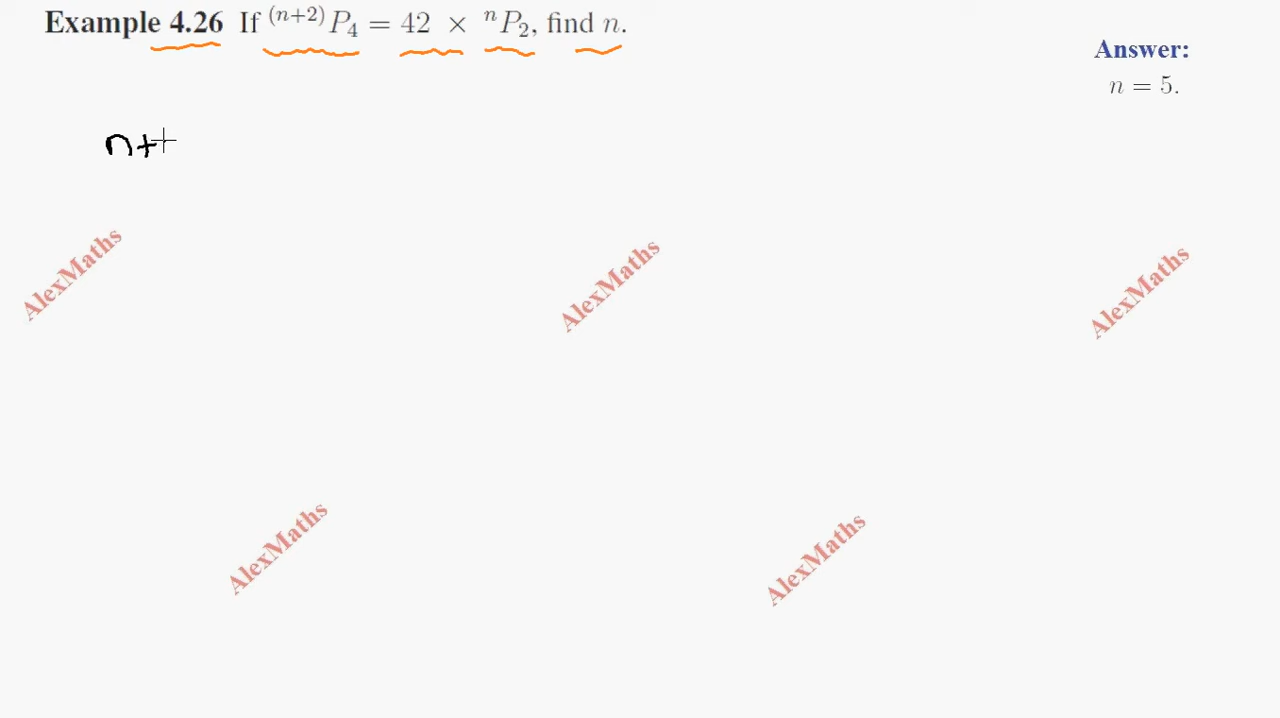 Example 4.26 If ⁽ⁿ⁺²⁾P₄ = 42 × ⁿP₂, find n.
Answer:
n = 5.
n+
AlexMaths
AlexMaths
AlexMaths
AlexMaths
AlexMaths